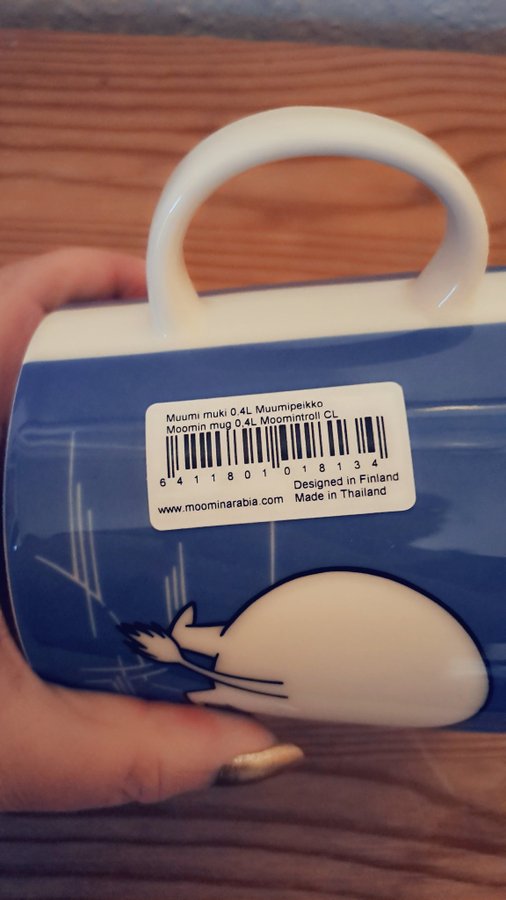 Muumi muki 0,4L Muumipeikko
Moomin mug 0,4L Moomintroll CL
6 411801 018134
Designed in Finland
www.moominarabia.com Made in Thailand